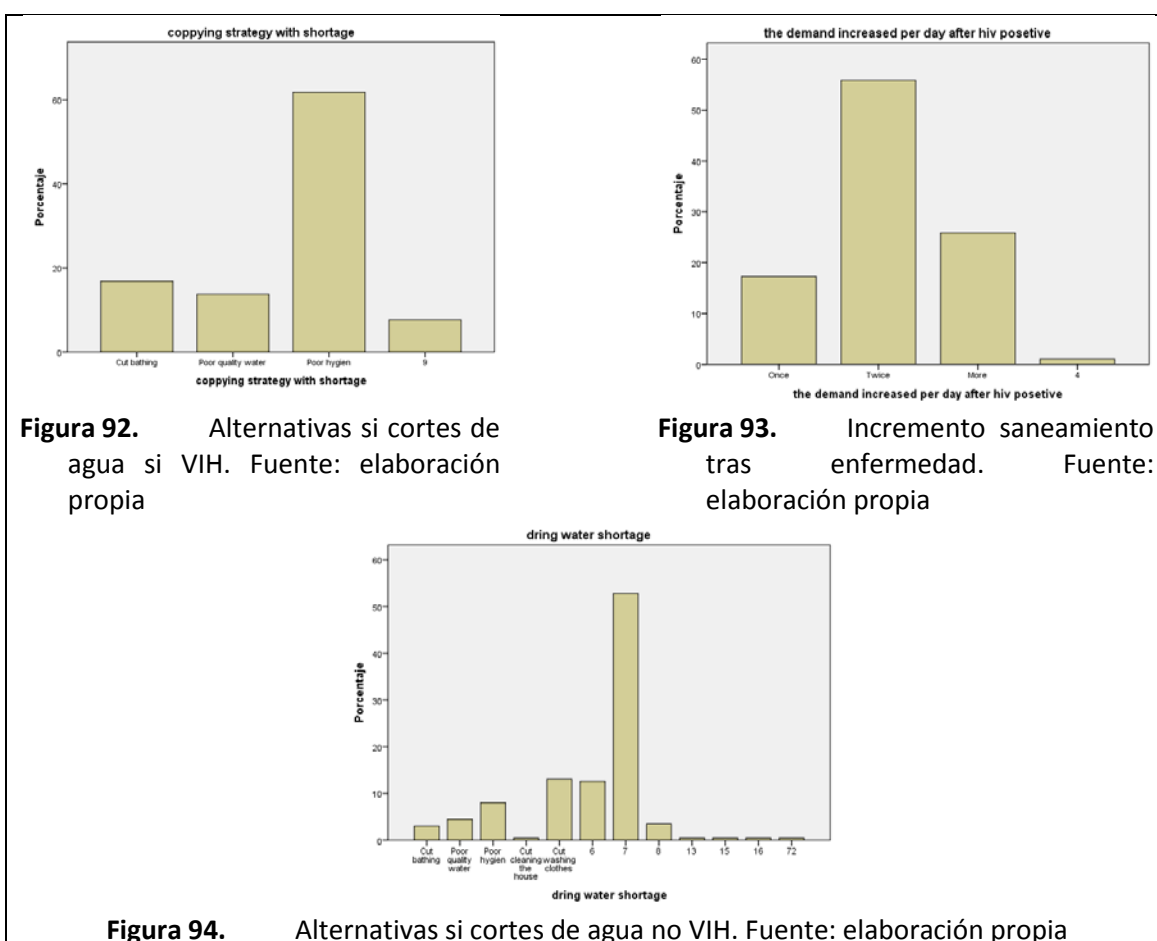 coppying strategy with shortage
Porcentaje
60
40
20
0
Cut bathing Poor quality water Poor hygien 9
coppying strategy with shortage
Figura 92. Alternativas si cortes de
agua si VIH. Fuente: elaboración
propia
the demand increased per day after hiv posetive
Porcentaje
60
50
40
30
20
10
0
Once Twice More 4
the demand increased per day after hiv posetive
Figura 93. Incremento saneamiento
tras enfermedad. Fuente:
elaboración propia
dring water shortage
Porcentaje
60
50
40
30
20
10
0
Cut bathing Poor quality water Poor hygien Cut cleaning the house Cut washing clothes 6 7 8 13 15 16 72
dring water shortage
Figura 94. Alternativas si cortes de agua no VIH. Fuente: elaboración propia